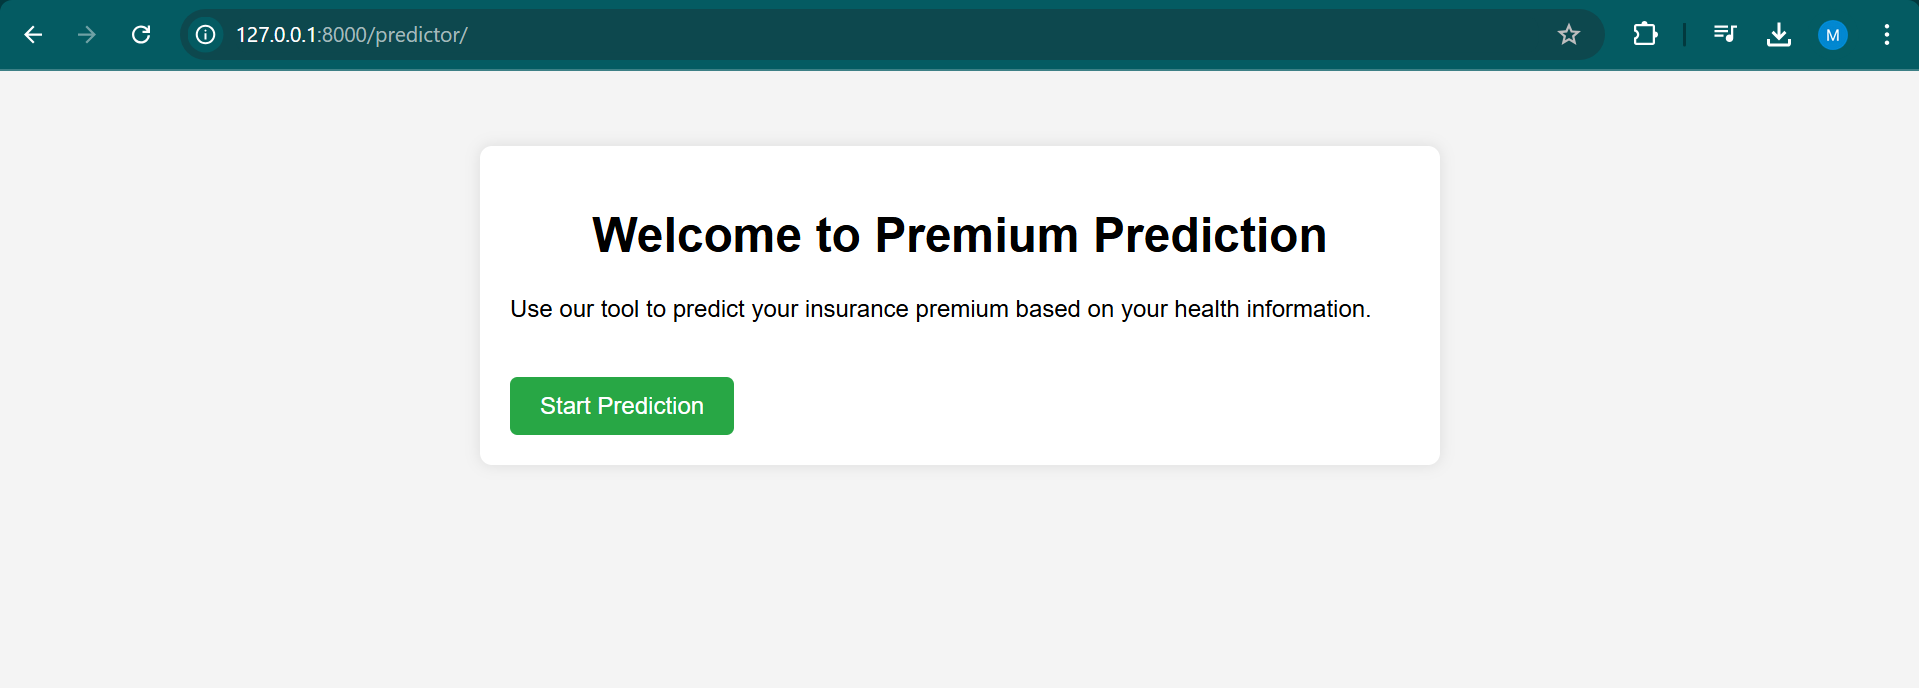 127.0.0.1:8000/predictor/
M
Welcome to Premium Prediction
Use our tool to predict your insurance premium based on your health information.
Start Prediction